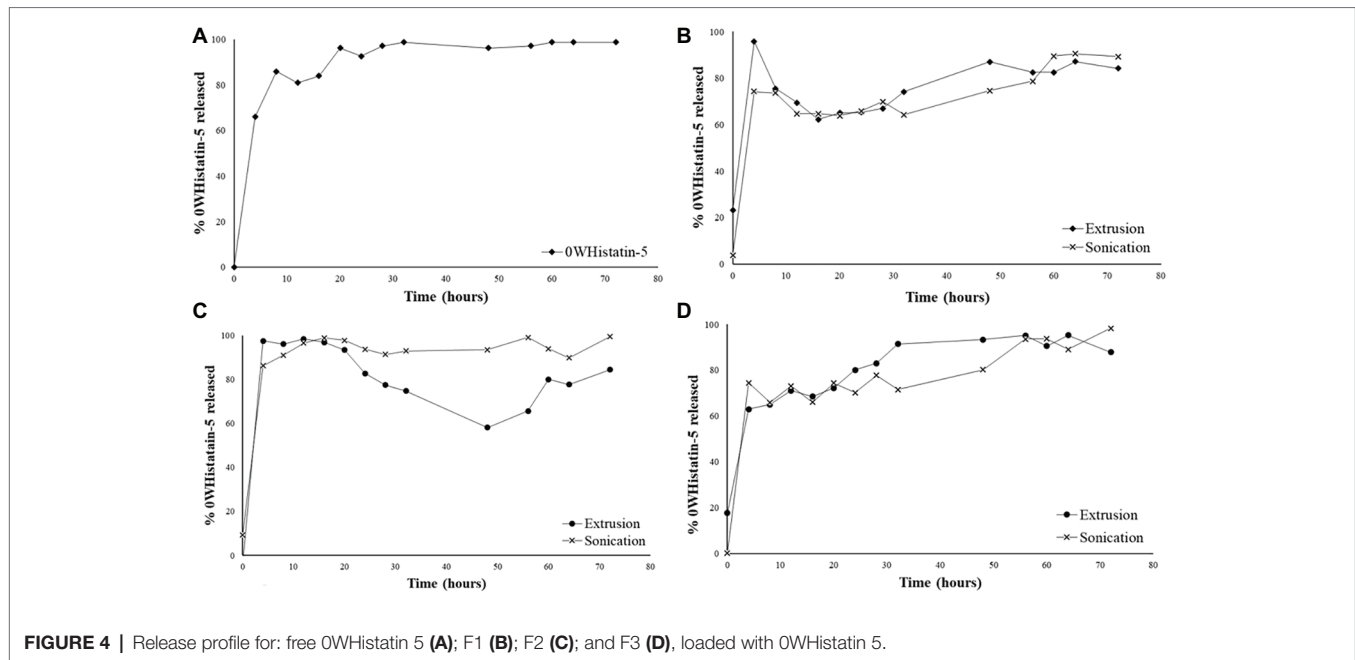 A
% 0WHistatin-5 released
100
80
60
40
20
0
0 10 20 30 40 50 60 70 80
Time (hours)
0WHistatin-5
B
% 0WHistatin-5 released
100
80
60
40
20
0
0 10 20 30 40 50 60 70 80
Time (hours)
Extrusion
Sonication
C
% 0WHistatain-5 released
100
80
60
40
20
0
0 10 20 30 40 50 60 70 80
Time (hours)
Extrusion
Sonication
D
% 0WHistatin-5 released
100
80
60
40
20
0
0 10 20 30 40 50 60 70 80
Time (hours)
Extrusion
Sonication
FIGURE 4 | Release profile for: free 0WHistatin 5 (A); F1 (B); F2 (C); and F3 (D), loaded with 0WHistatin 5.